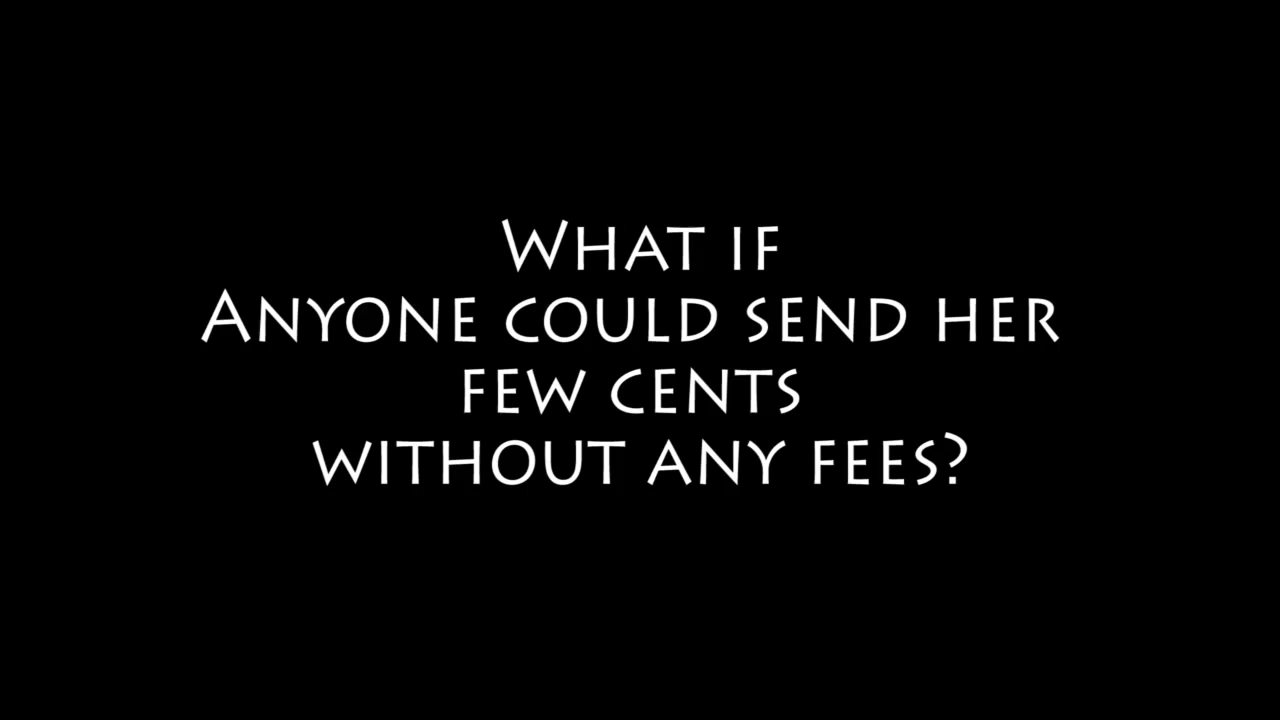 What if
Anyone could send her
few cents
without any fees?